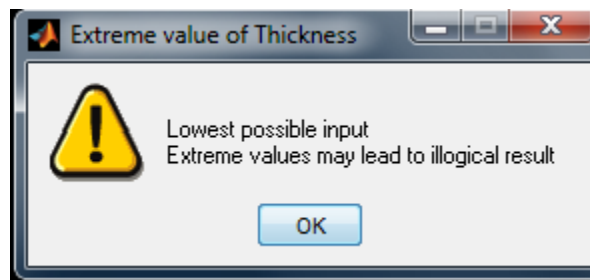 Extreme value of Thickness
Lowest possible input
Extreme values may lead to illogical result
OK